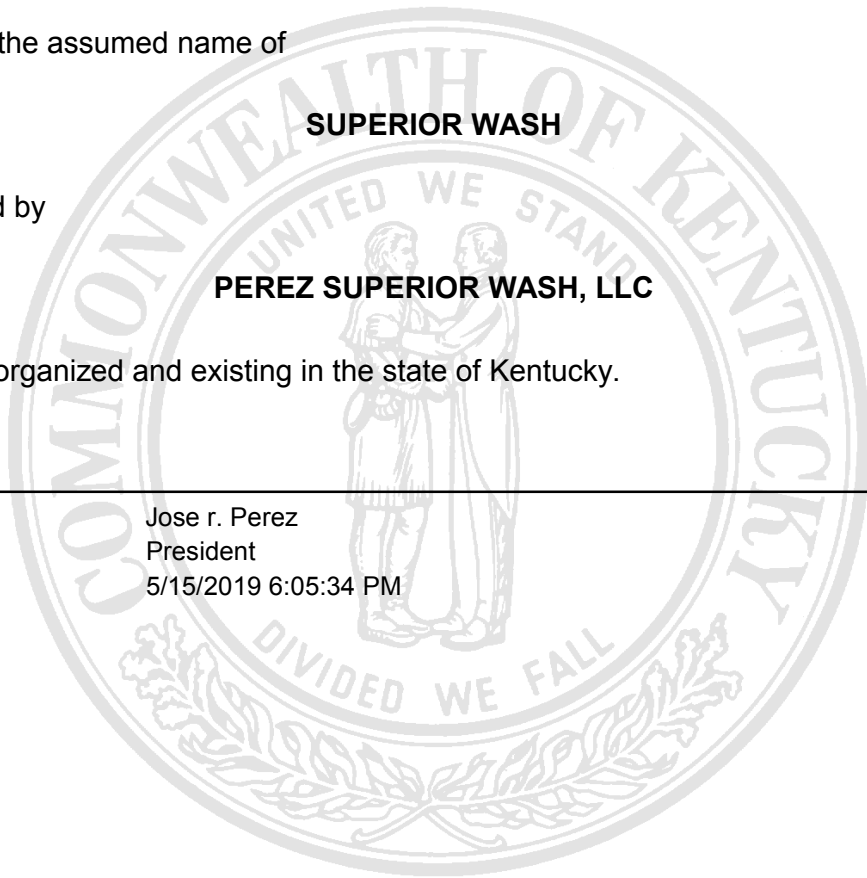 the assumed name of
SUPERIOR WASH
d by
PEREZ SUPERIOR WASH, LLC
organized and existing in the state of Kentucky.
Jose r. Perez
President
5/15/2019 6:05:34 PM
COMMONWEALTH OF KENTUCKY
UNITED WE STAND
DIVIDED WE FALL